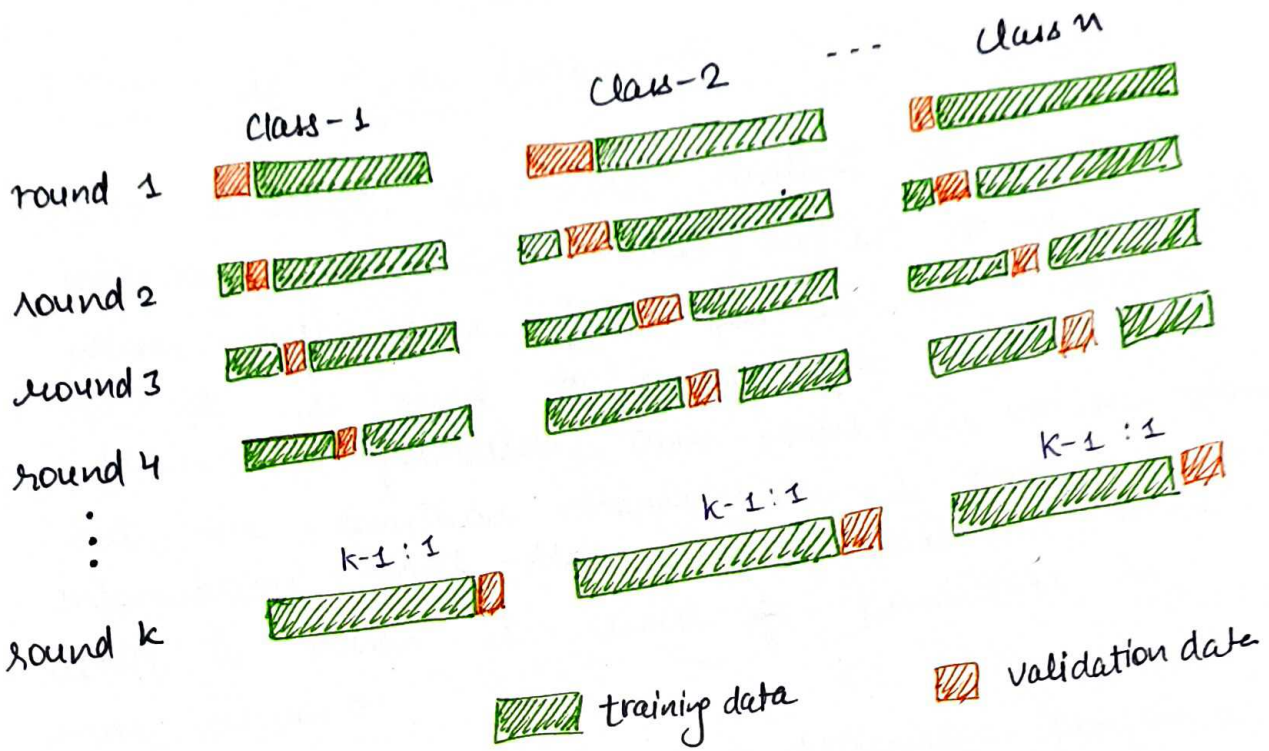 class-1 class-2 --- class n
round 1
round 2
round 3
round 4
k-1 : 1 k-1 : 1 k-1 : 1
round k
training data validation data